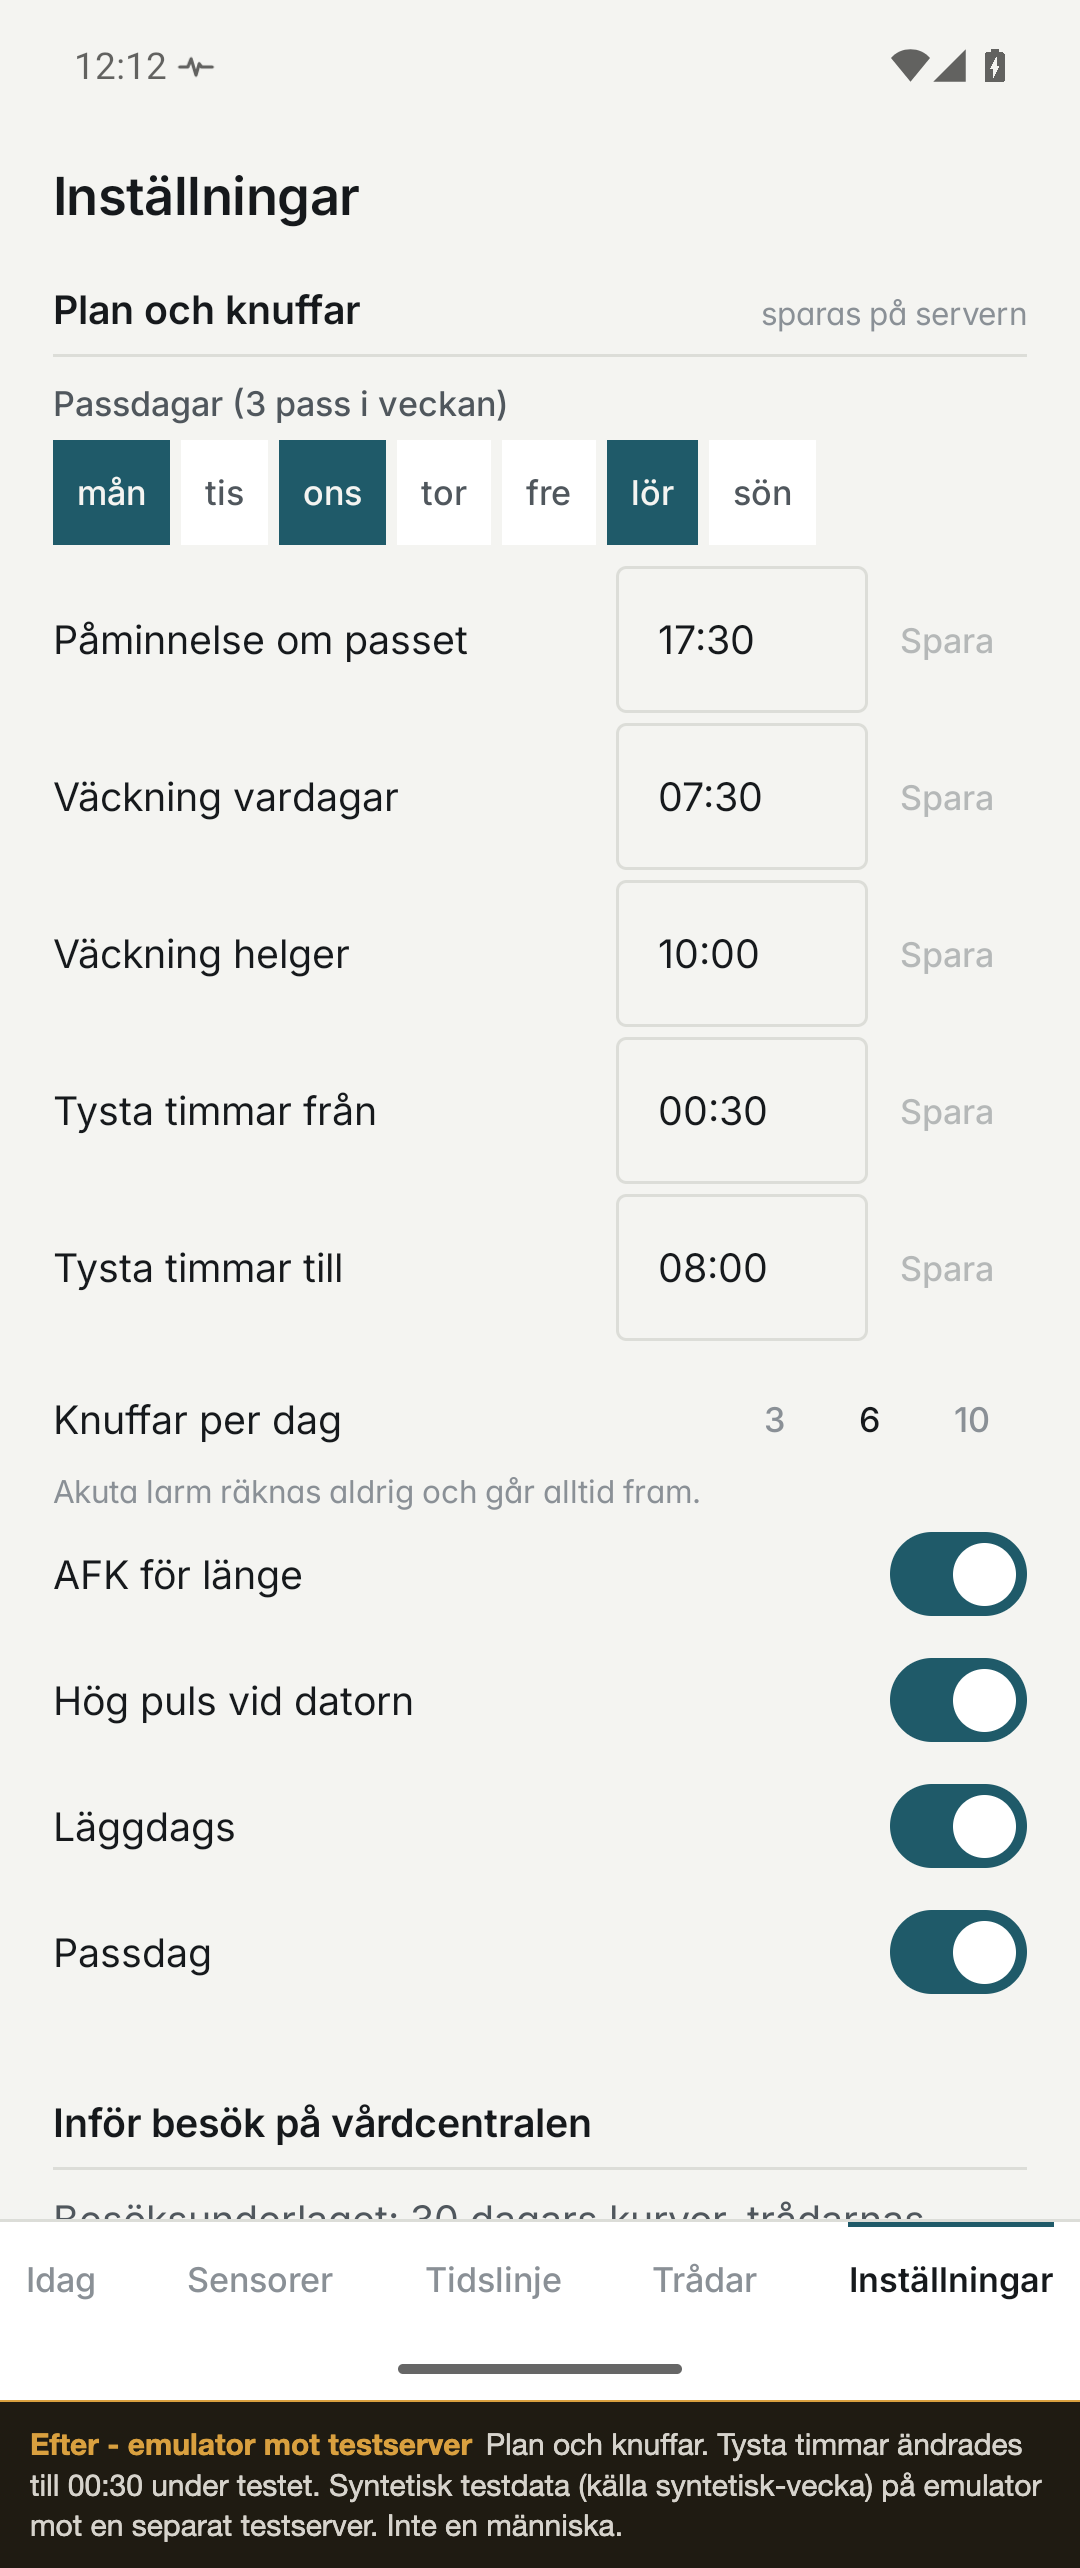 12:12
Inställningar
Plan och knuffar
sparas på servern
Passdagar (3 pass i veckan)
mån tis ons tor fre lör sön
Påminnelse om passet 17:30 Spara
Väckning vardagar 07:30 Spara
Väckning helger 10:00 Spara
Tysta timmar från 00:30 Spara
Tysta timmar till 08:00 Spara
Knuffar per dag 3 6 10
Akuta larm räknas aldrig och går alltid fram.
AFK för länge
Hög puls vid datorn
Läggdags
Passdag
Inför besök på vårdcentralen
Besöksunderlaget: 30 dagars kurvor, trådarnas
Idag Sensorer Tidslinje Trådar Inställningar
Efter - emulator mot testserver Plan och knuffar. Tysta timmar ändrades
till 00:30 under testet. Syntetisk testdata (källa syntetisk-vecka) på emulator
mot en separat testserver. Inte en människa.